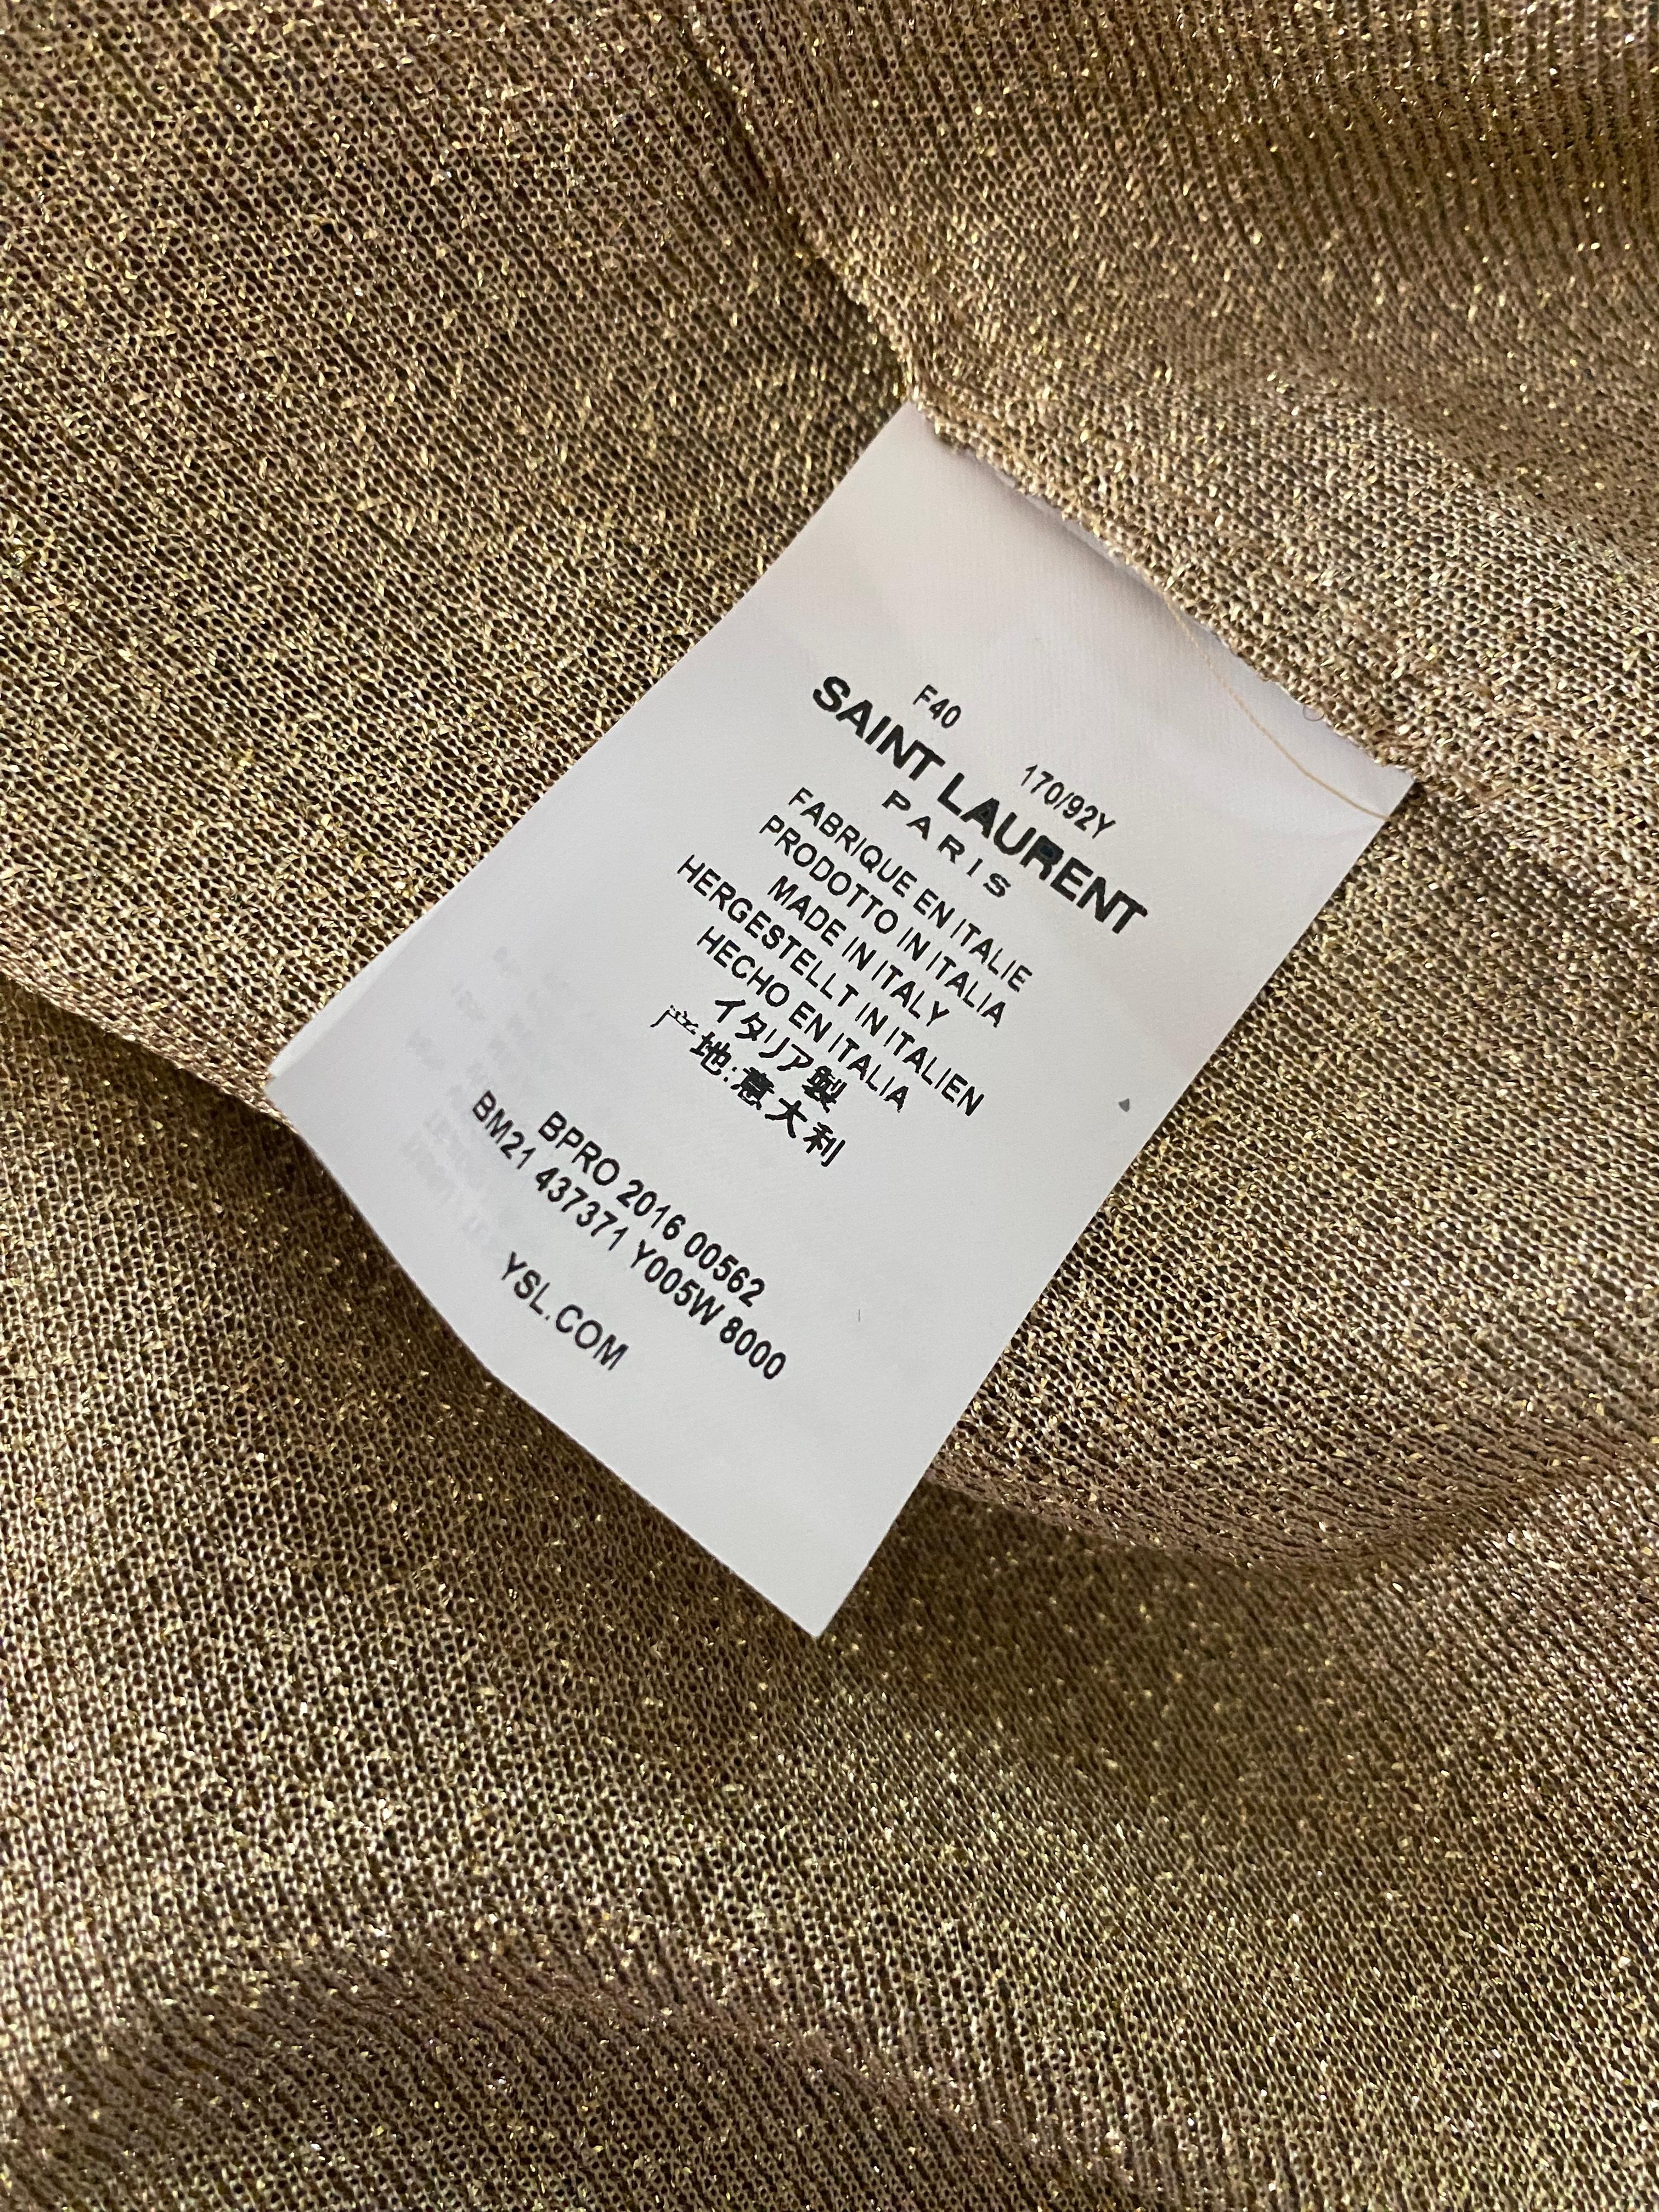 F40 170/92Y
SAINT LAURENT
PARIS
FABRIQUE EN ITALIE
PRODOTTO IN ITALIA
MADE IN ITALY
HERGESTELLT IN ITALIEN
HECHO EN ITALIA
イタリア製
产地:意大利
BPRO 2016 00562
BM21 437371 Y005W 8000
YSL.COM